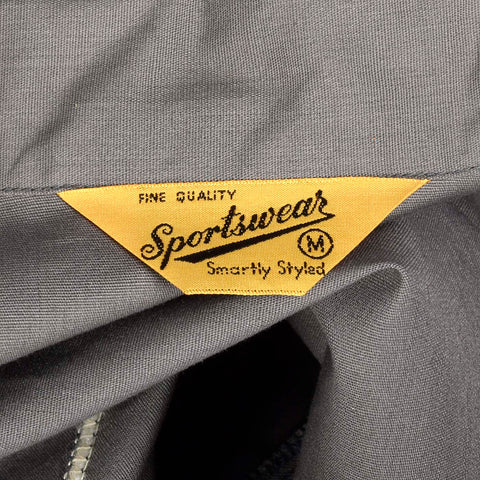 FINE QUALITY
Sportswear
M
Smartly Styled